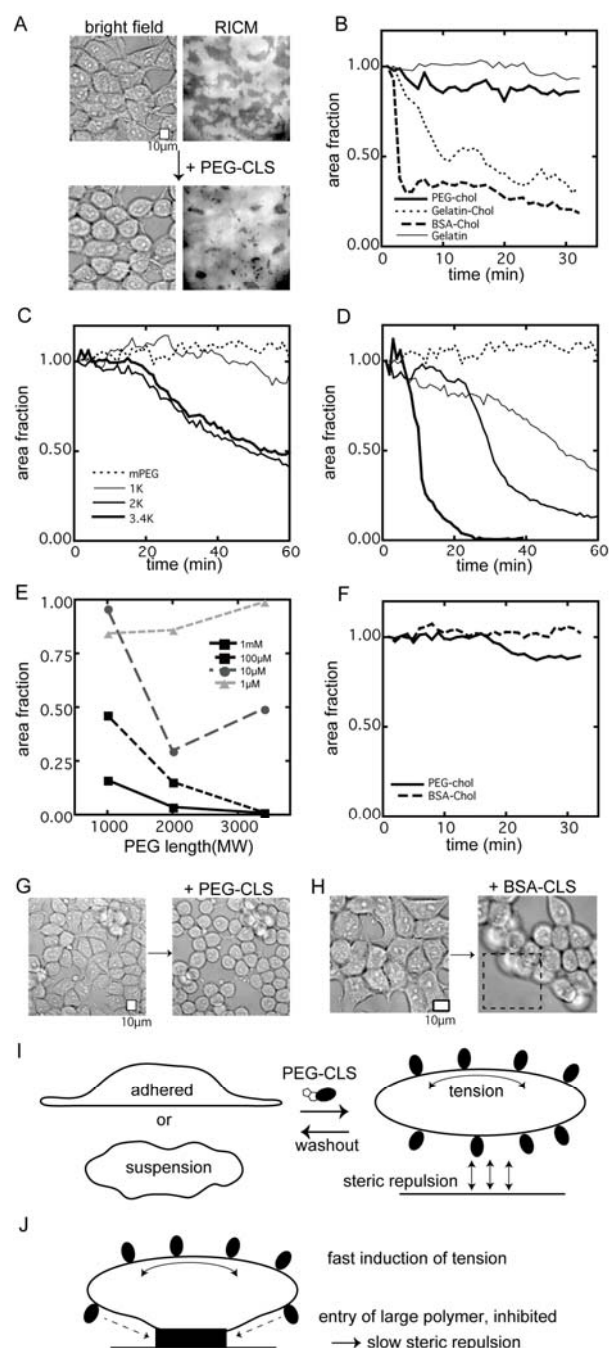 A
bright field
RICM
10μm
+ PEG-CLS
B
area fraction
1.00
0.50
0.00
PEG-chol
Gelatin-Chol
BSA-Chol
Gelatin
0 10 20 30
time (min)
C
area fraction
1.00
0.50
0.00
mPEG
1K
2K
3.4K
0 20 40 60
time (min)
D
area fraction
1.00
0.50
0.00
0 20 40 60
time (min)
E
area fraction
1.00
0.75
0.50
0.25
0.00
1mM
100μM
10μM
1μM
1000 2000 3000
PEG length(MW)
F
area fraction
1.00
0.50
0.00
PEG-chol
BSA-Chol
0 10 20 30
time (min)
G
+ PEG-CLS
10μm
H
+ BSA-CLS
10μm
I
adhered
or
suspension
PEG-CLS
washout
tension
steric repulsion
J
fast induction of tension
entry of large polymer, inhibited
slow steric repulsion